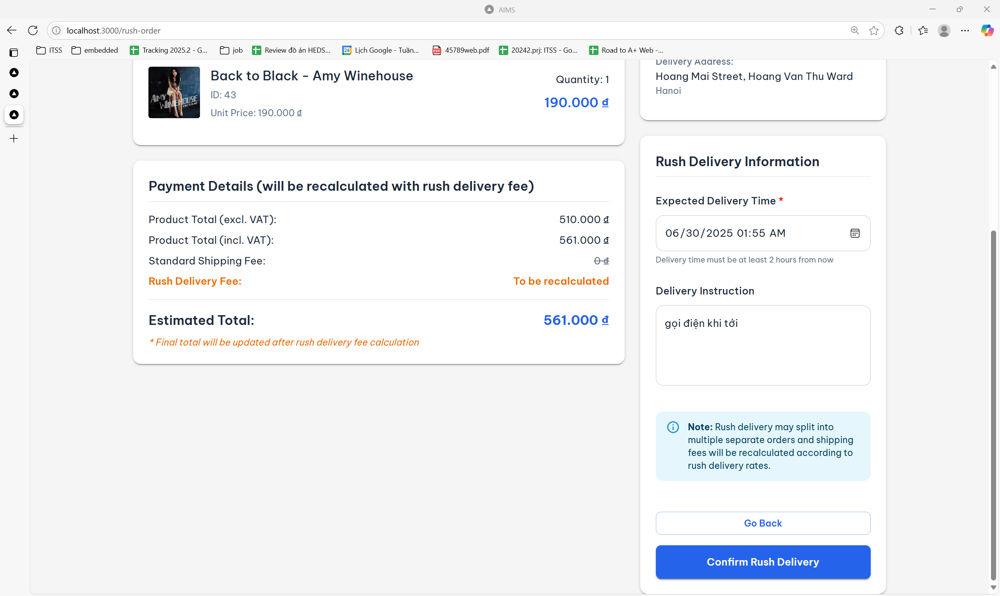 AIMS
localhost:3000/rush-order
ITSS
embedded
Tracking 2025.2 - G...
job
Review đồ án HEDS...
24
Lịch Google - Tuần...
PDF
45789web.pdf
20242.prj: ITSS - Go...
Road to A+ Web -...
AMY WINEHOUSE
BACK TO BLACK
Back to Black - Amy Winehouse
ID: 43
Unit Price: 190.000 ₫
Quantity: 1
190.000 ₫
Payment Details (will be recalculated with rush delivery fee)
Product Total (excl. VAT):
510.000 ₫
Product Total (incl. VAT):
561.000 ₫
Standard Shipping Fee:
0 ₫
Rush Delivery Fee:
To be recalculated
Estimated Total:
561.000 ₫
* Final total will be updated after rush delivery fee calculation
Delivery Address:
Hoang Mai Street, Hoang Van Thu Ward
Hanoi
Rush Delivery Information
Expected Delivery Time *
06/30/2025 01:55 AM
Delivery time must be at least 2 hours from now
Delivery Instruction
gọi điện khi tới
Note: Rush delivery may split into
multiple separate orders and shipping
fees will be recalculated according to
rush delivery rates.
Go Back
Confirm Rush Delivery